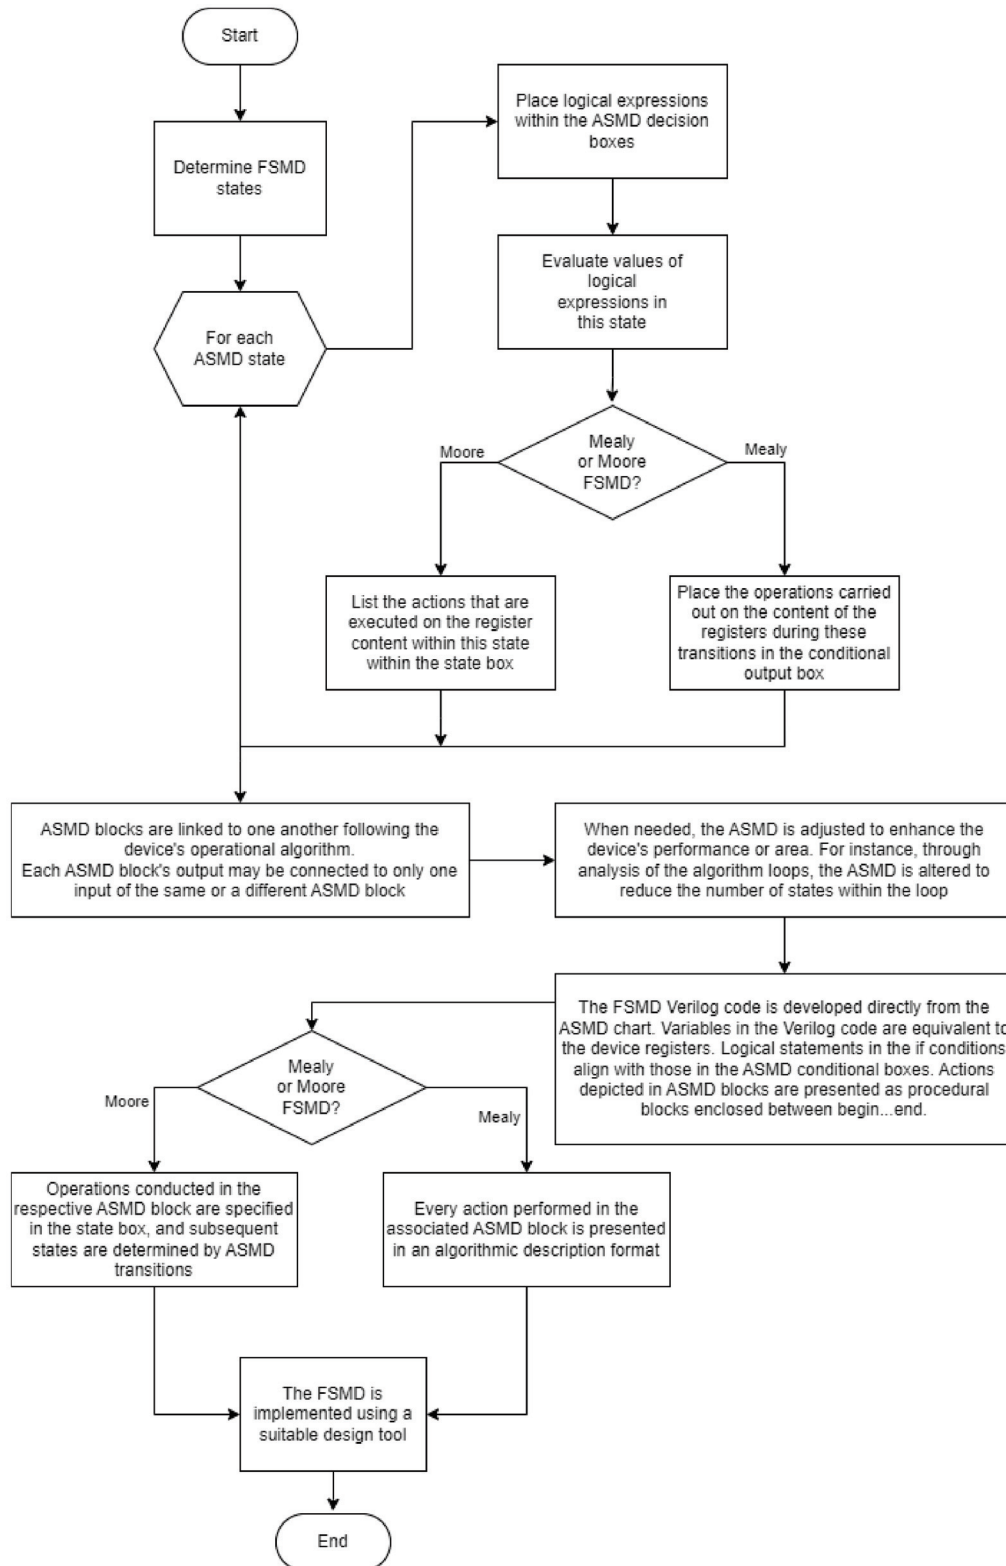 Start
Determine FSMD
states
For each
ASMD state
Place logical expressions
within the ASMD decision
boxes
Evaluate values of
logical
expressions in
this state
Mealy
or Moore
FSMD?
Moore
Mealy
List the actions that are
executed on the register
content within this state
within the state box
Place the operations carried
out on the content of the
registers during these
transitions in the conditional
output box
ASMD blocks are linked to one another following the
device's operational algorithm.
Each ASMD block's output may be connected to only one
input of the same or a different ASMD block
When needed, the ASMD is adjusted to enhance the
device's performance or area. For instance, through
analysis of the algorithm loops, the ASMD is altered to
reduce the number of states within the loop
The FSMD Verilog code is developed directly from the
ASMD chart. Variables in the Verilog code are equivalent to
the device registers. Logical statements in the if conditions
align with those in the ASMD conditional boxes. Actions
depicted in ASMD blocks are presented as procedural
blocks enclosed between begin...end.
Mealy
or Moore
FSMD?
Moore
Mealy
Operations conducted in the
respective ASMD block are specified
in the state box, and subsequent
states are determined by ASMD
transitions
Every action performed in the
associated ASMD block is presented
in an algorithmic description format
The FSMD is
implemented using a
suitable design tool
End